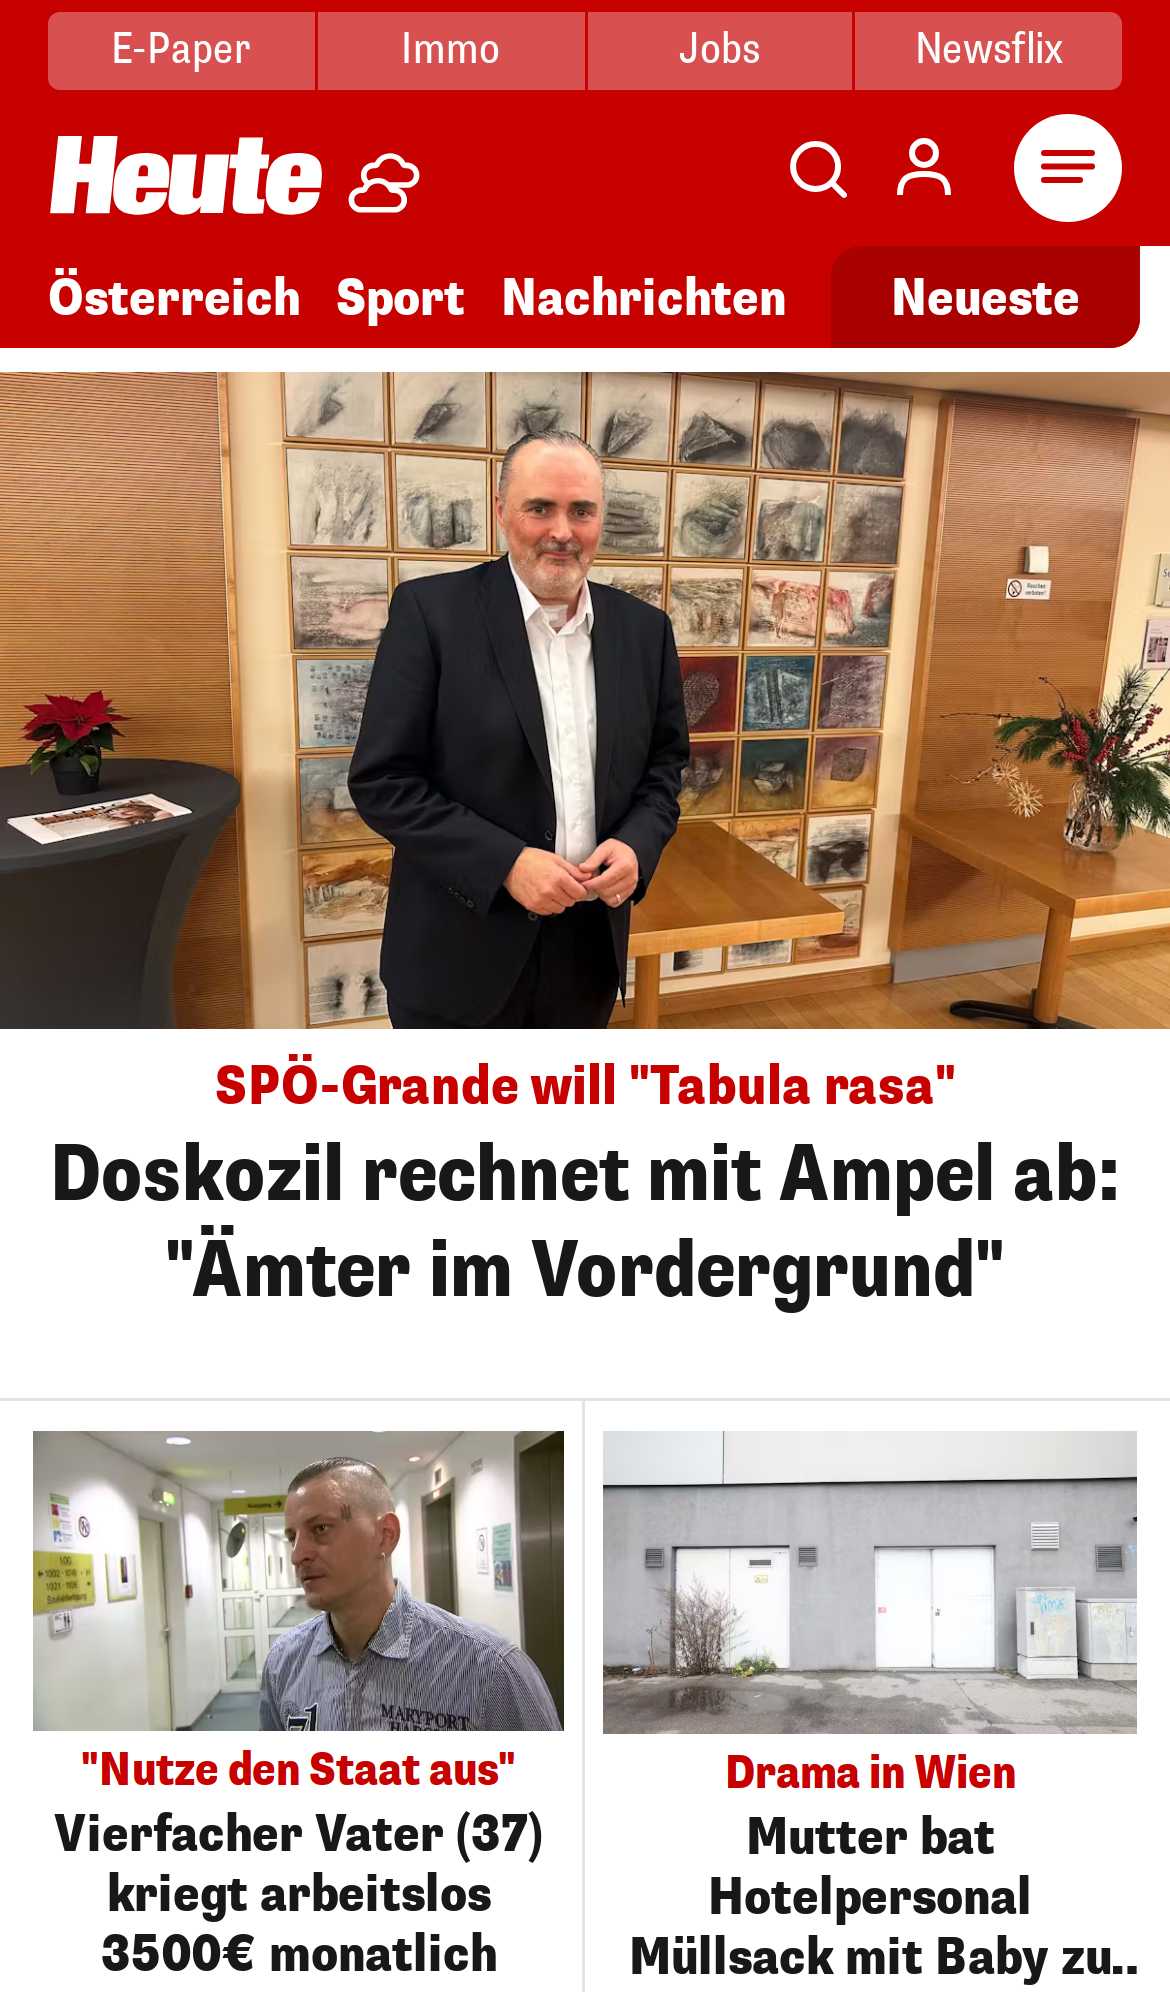 E-Paper
Immo
Jobs
Newsflix
Heute
Österreich
Sport
Nachrichten
Neueste
SPÖ-Grande will "Tabula rasa"
Doskozil rechnet mit Ampel ab:
"Ämter im Vordergrund"
MARYPORT
71
"Nutze den Staat aus"
Vierfacher Vater (37)
kriegt arbeitslos
3500€ monatlich
Drama in Wien
Mutter bat
Hotelpersonal
Müllsack mit Baby zu..